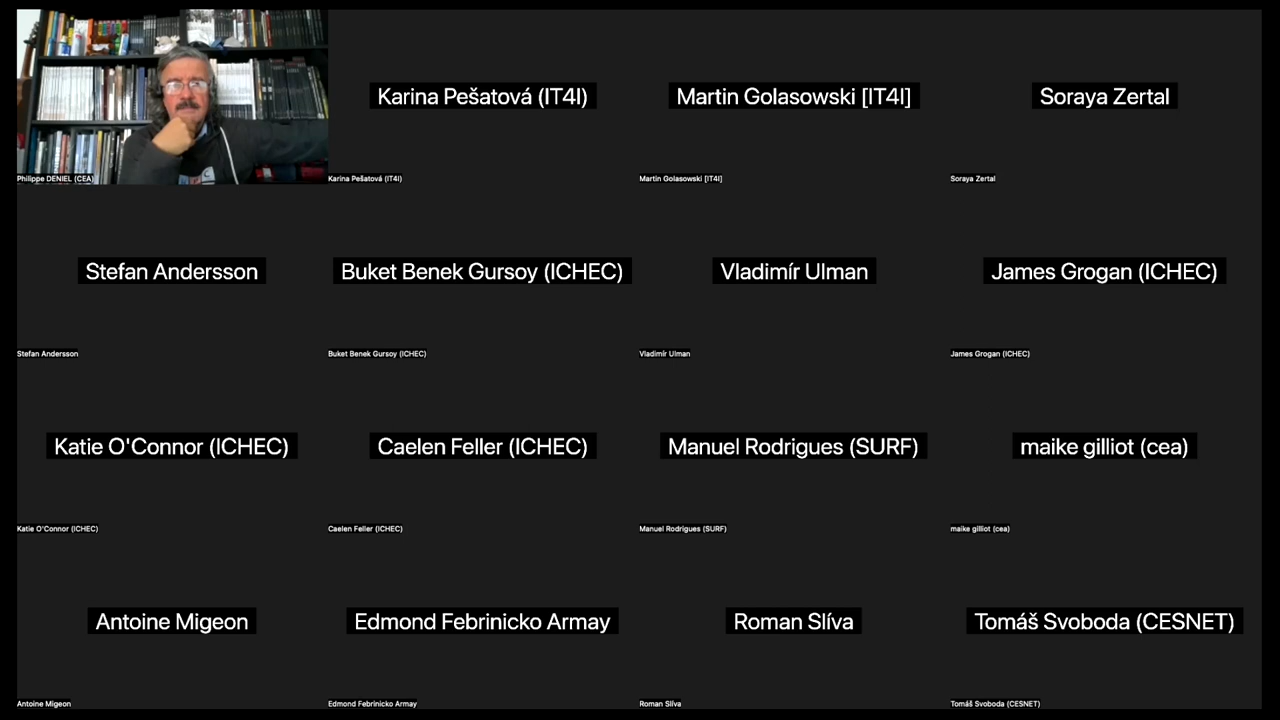 Karina Pešatová (IT4I)
Martin Golasowski [IT4I]
Soraya Zertal
Philippe DENIEL (CEA)
Karina Pešatová (IT4I)
Martin Golasowski [IT4I]
Soraya Zertal
Stefan Andersson
Buket Benek Gursoy (ICHEC)
Vladimír Ulman
James Grogan (ICHEC)
Stefan Andersson
Buket Benek Gursoy (ICHEC)
Vladimír Ulman
James Grogan (ICHEC)
Katie O'Connor (ICHEC)
Caelen Feller (ICHEC)
Manuel Rodrigues (SURF)
maike gilliot (cea)
Katie O'Connor (ICHEC)
Caelen Feller (ICHEC)
Manuel Rodrigues (SURF)
maike gilliot (cea)
Antoine Migeon
Edmond Febrinicko Armay
Roman Slíva
Tomáš Svoboda (CESNET)
Antoine Migeon
Edmond Febrinicko Armay
Roman Slíva
Tomáš Svoboda (CESNET)